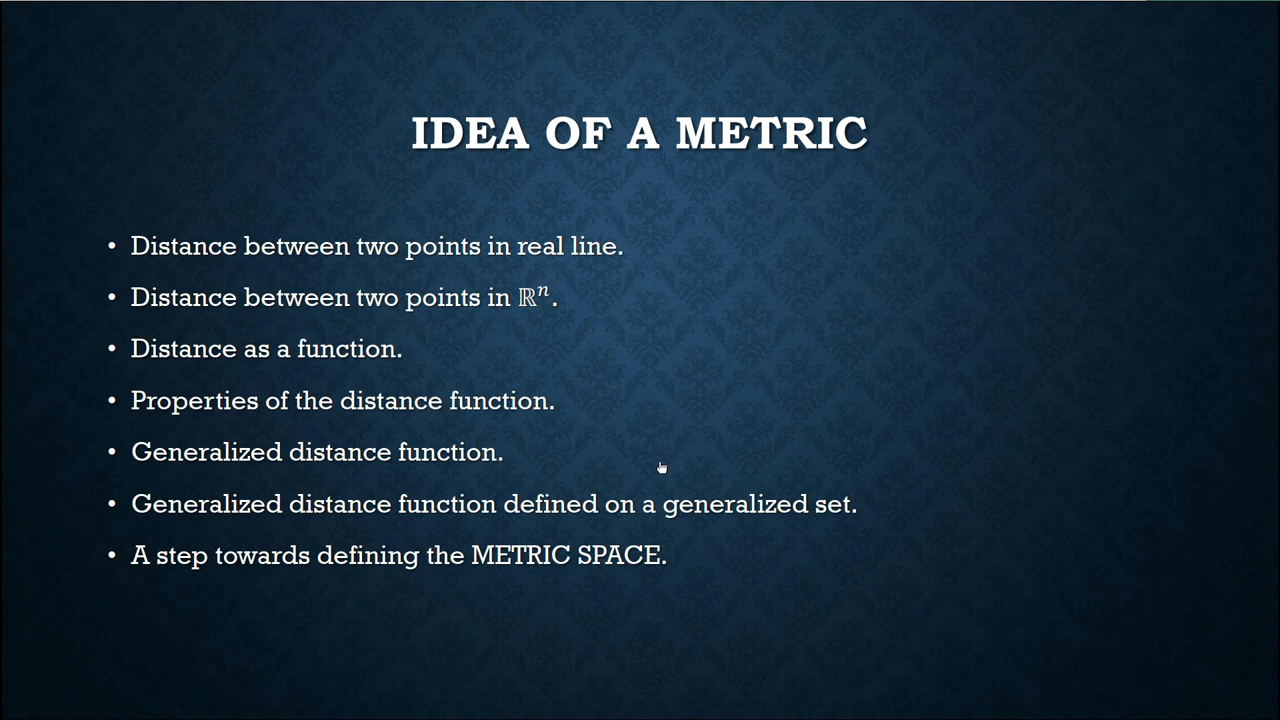 IDEA OF A METRIC
• Distance between two points in real line.
• Distance between two points in ℝⁿ.
• Distance as a function.
• Properties of the distance function.
• Generalized distance function.
• Generalized distance function defined on a generalized set.
• A step towards defining the METRIC SPACE.